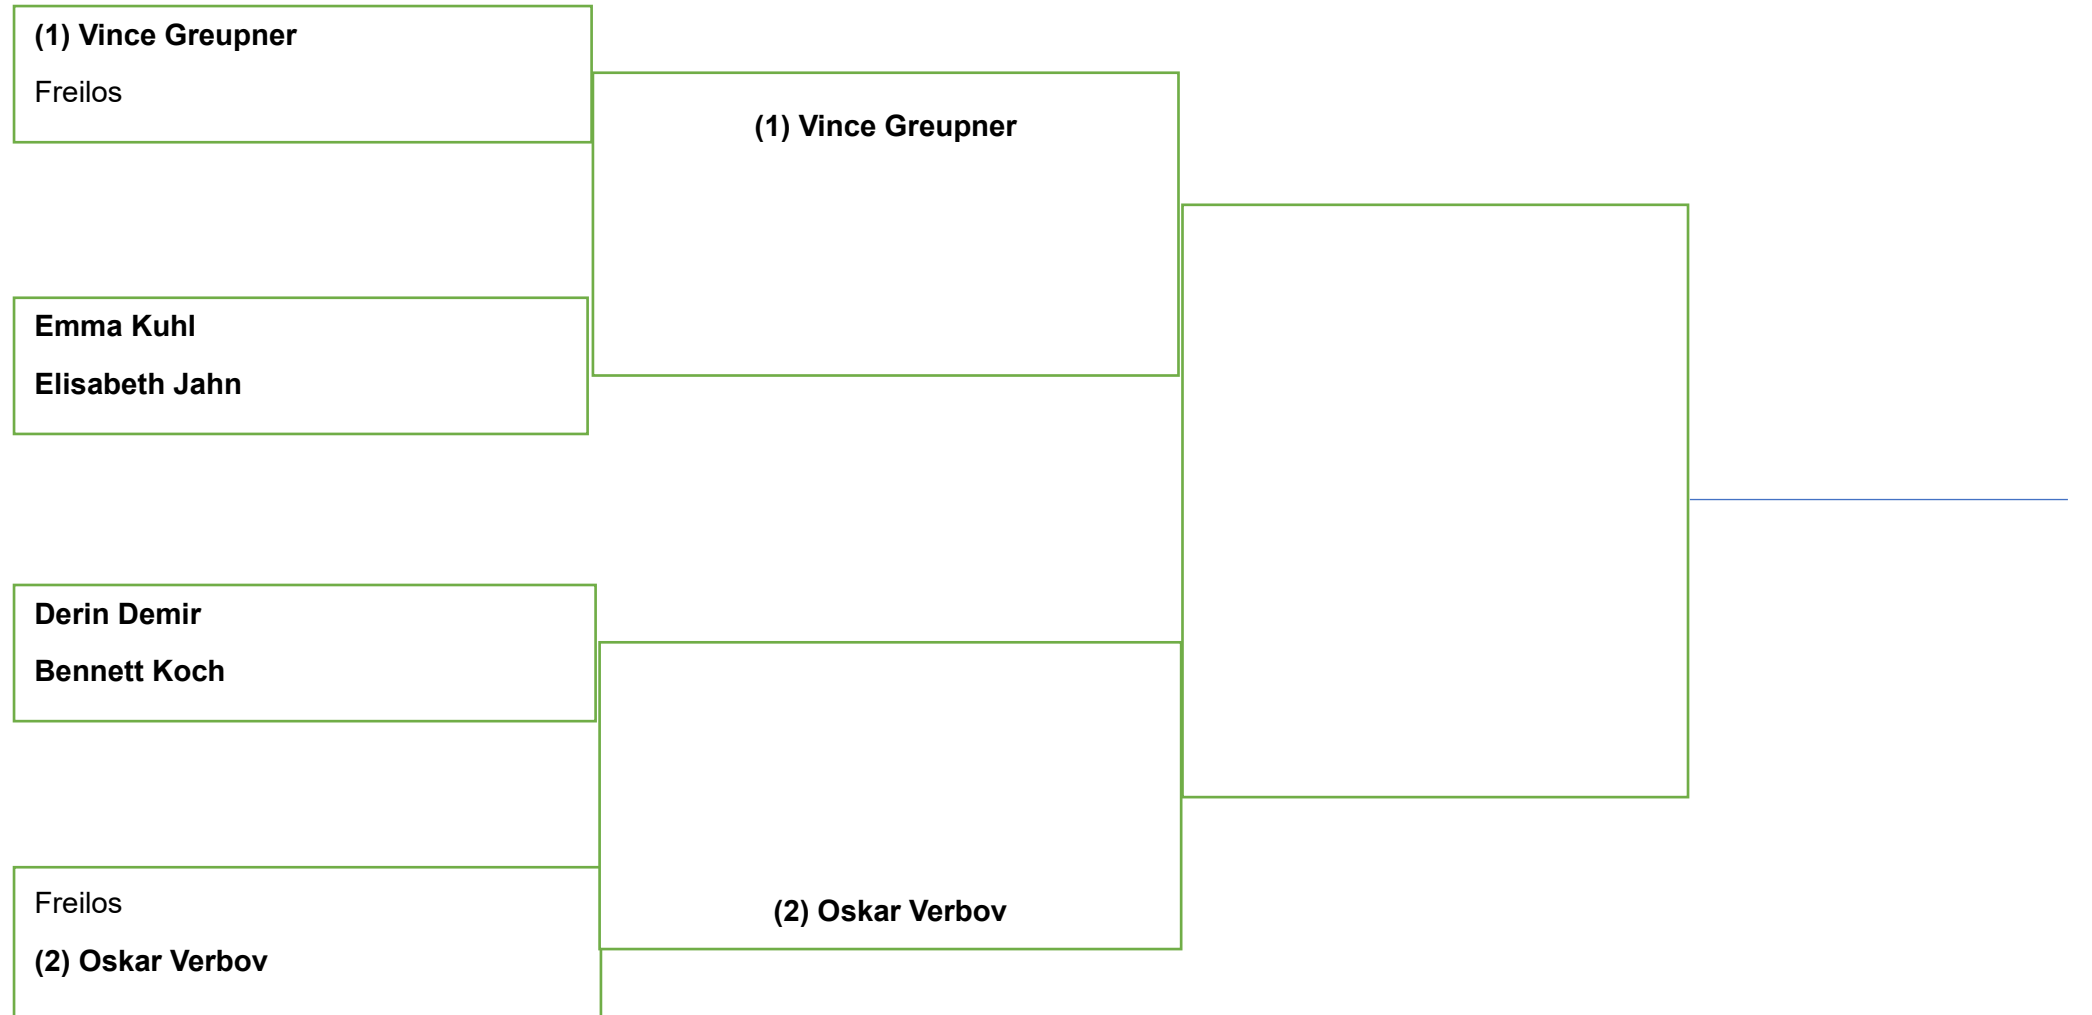 (1) Vince Greupner
Freilos
(1) Vince Greupner
Emma Kuhl
Elisabeth Jahn
Derin Demir
Bennett Koch
Freilos
(2) Oskar Verbov
(2) Oskar Verbov